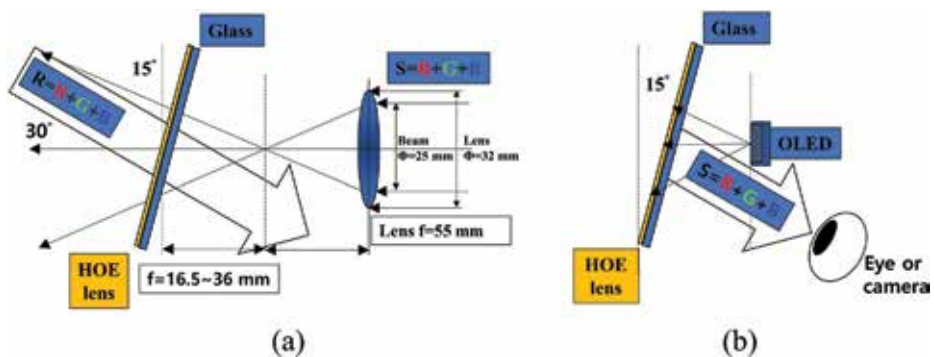 Glass
15°
S=R+G+B
R=R+G+B
30°
Beam
Φ=25 mm
Lens
Φ=32 mm
Lens f=55 mm
HOE
lens
f=16.5~36 mm
(a)
Glass
15°
OLED
S=R+G+B
HOE
lens
Eye or
camera
(b)